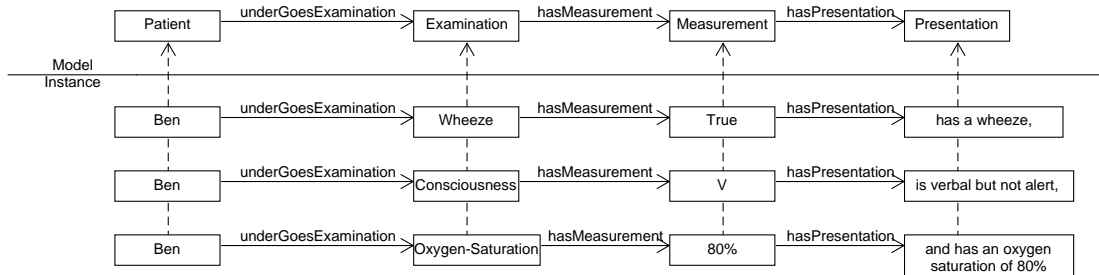 Patient underGoesExamination Examination hasMeasurement Measurement hasPresentation Presentation
Model
Instance
Ben underGoesExamination Wheeze hasMeasurement True hasPresentation has a wheeze,
Ben underGoesExamination Consciousness hasMeasurement V hasPresentation is verbal but not alert,
Ben underGoesExamination Oxygen-Saturation hasMeasurement 80% hasPresentation and has an oxygen
saturation of 80%